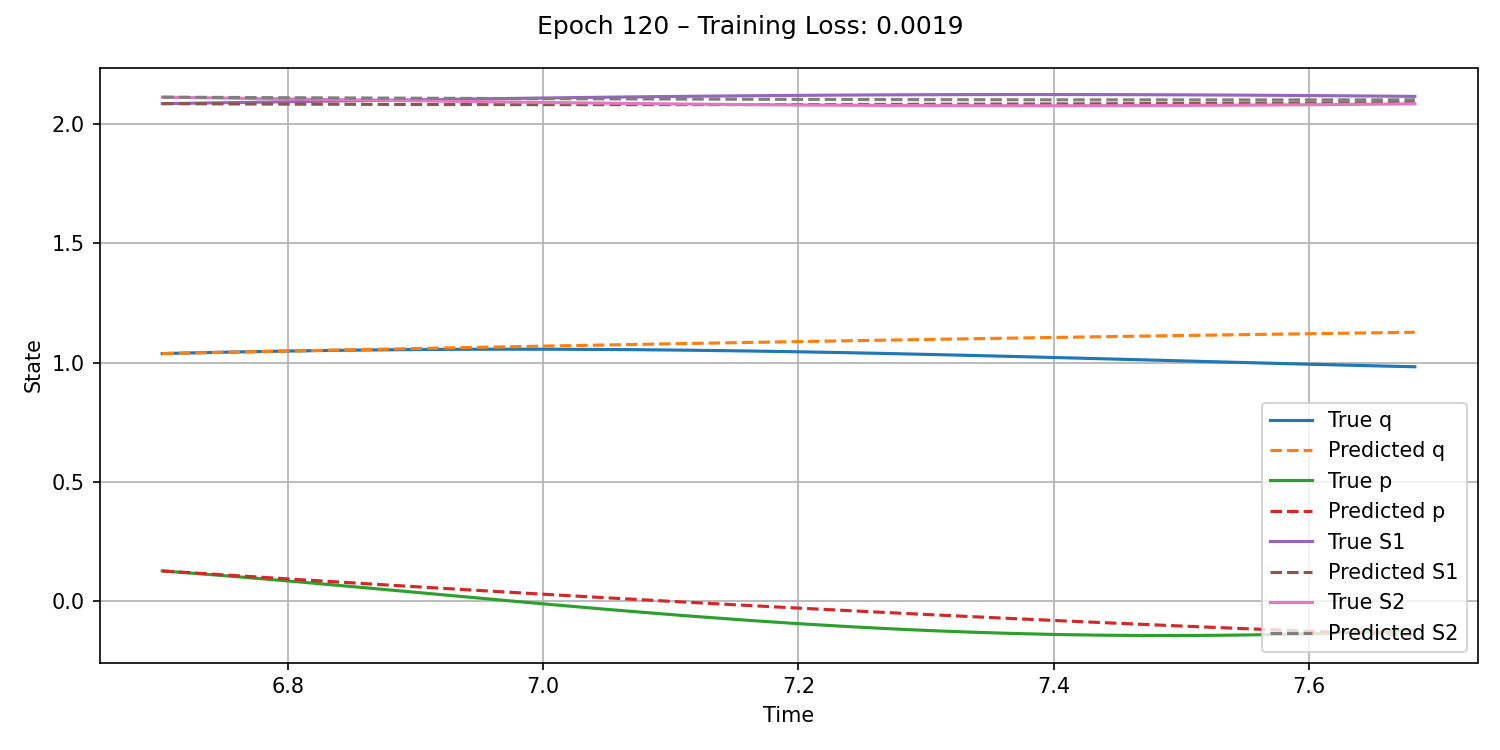 Epoch 120 – Training Loss: 0.0019
State
2.0
1.5
1.0
0.5
0.0
True q
Predicted q
True p
Predicted p
True S1
Predicted S1
True S2
Predicted S2
6.8
7.0
7.2
7.4
7.6
Time